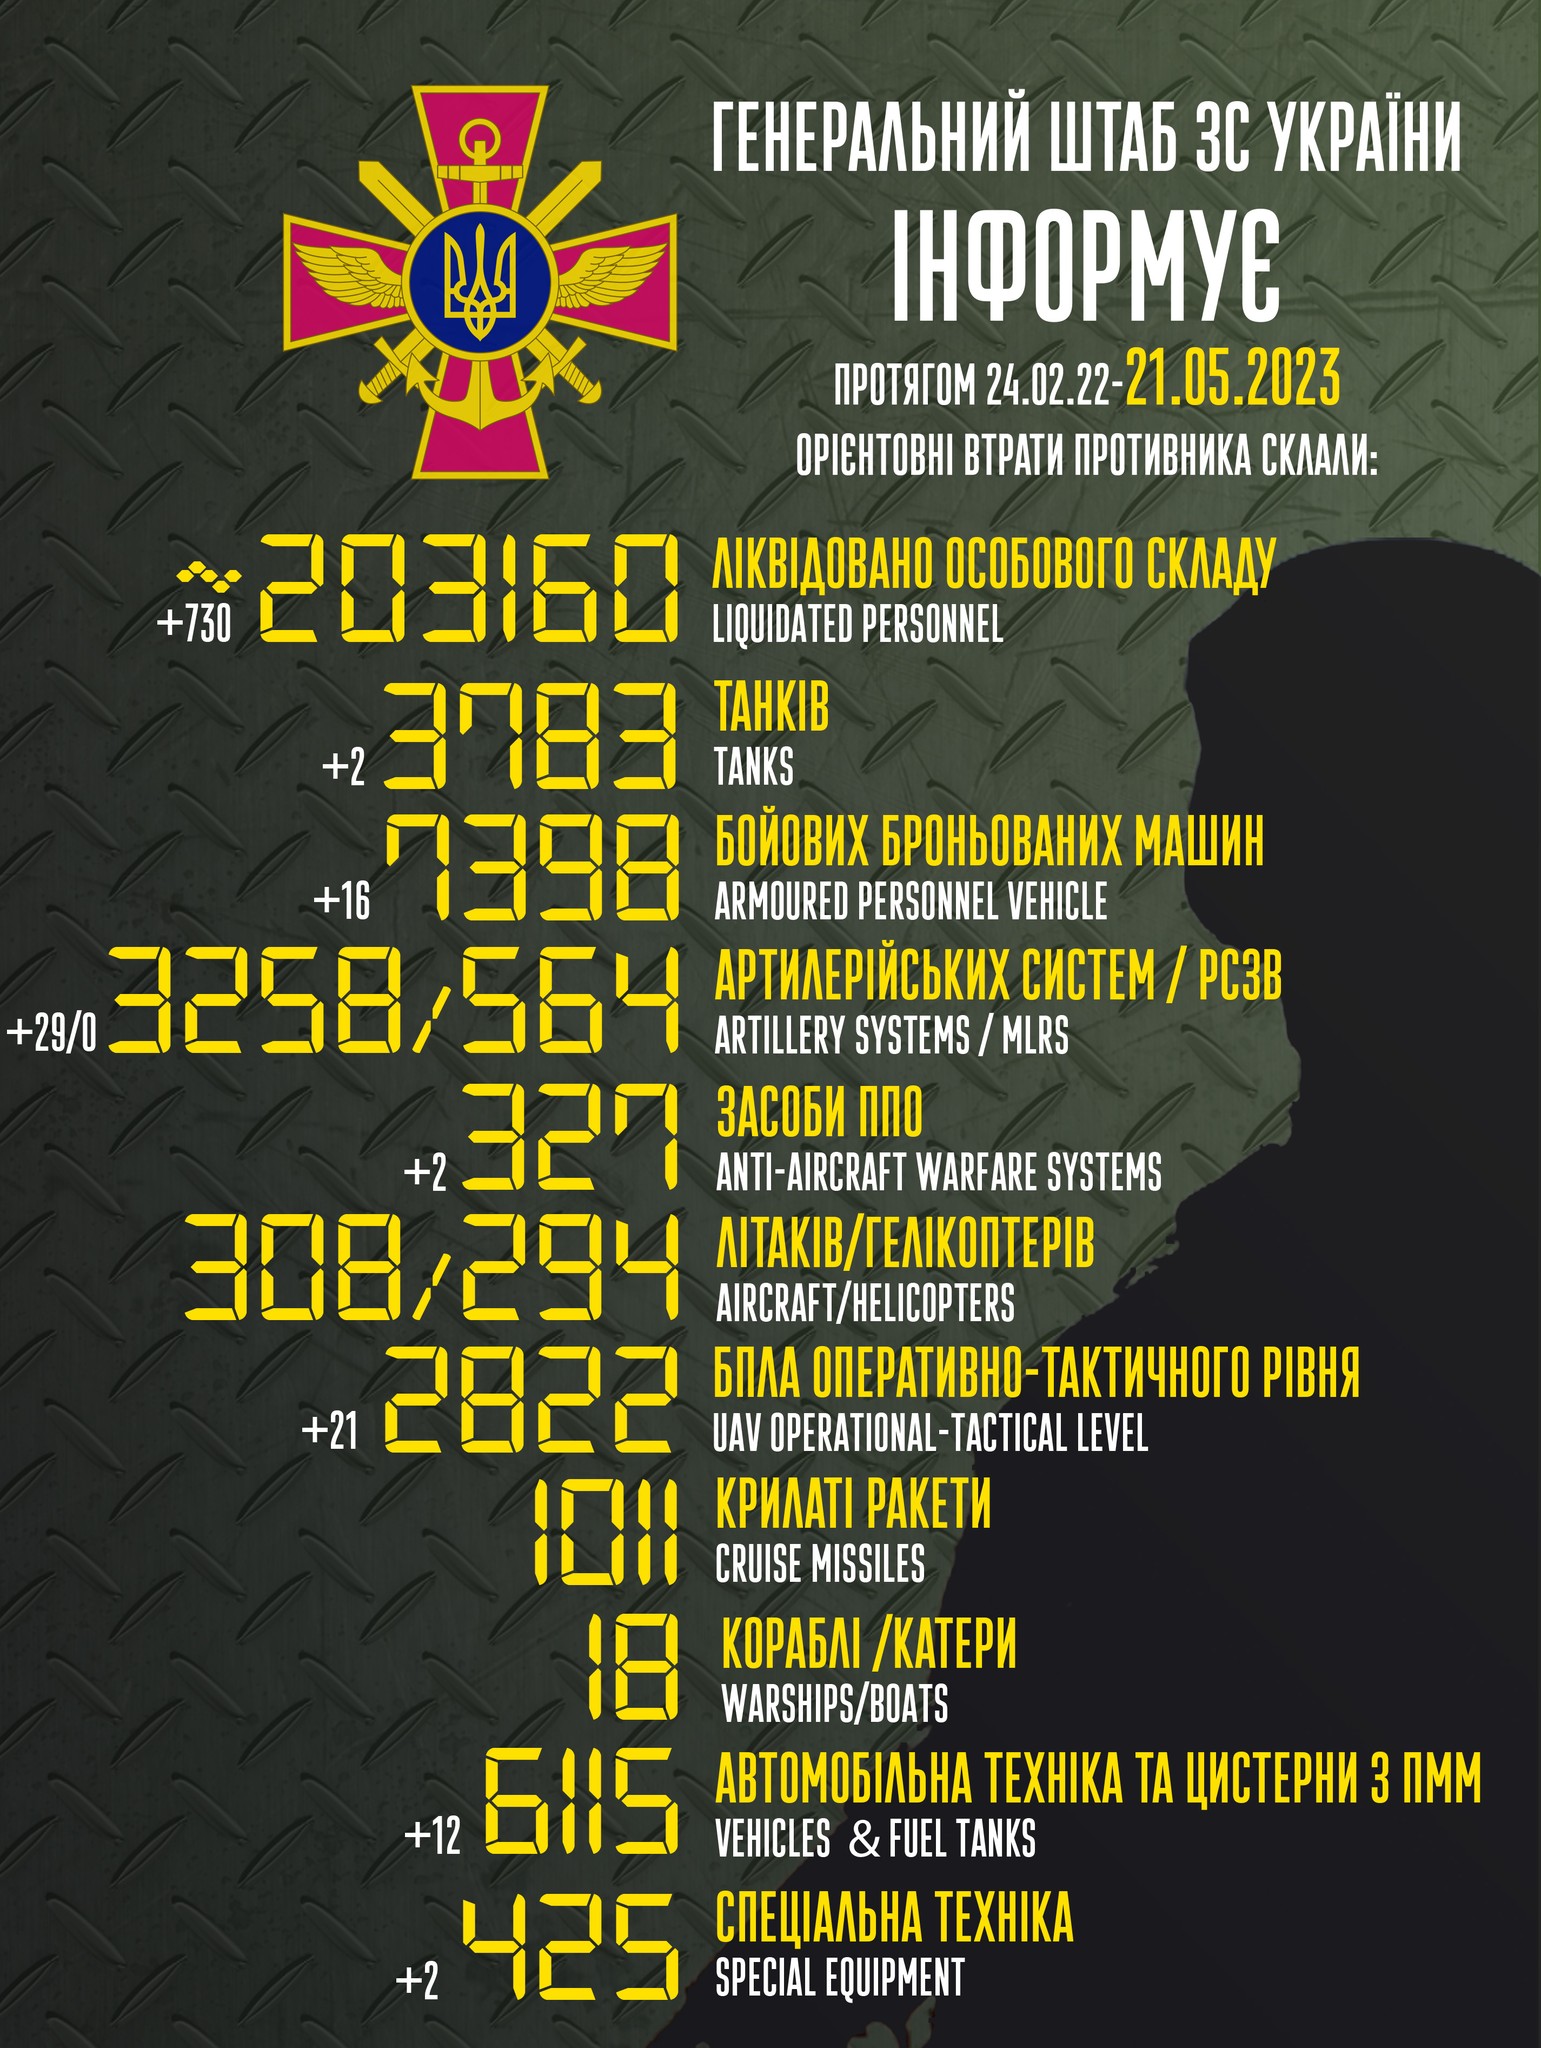 ГЕНЕРАЛЬНИЙ ШТАБ ЗС УКРАЇНИ
ІНФОРМУЄ
ПРОТЯГОМ 24.02.22-21.05.2023
ОРІЄНТОВНІ ВТРАТИ ПРОТИВНИКА СКЛАЛИ:
+730 ~203160 ЛІКВІДОВАНО ОСОБОВОГО СКЛАДУ
LIQUIDATED PERSONNEL
+2 3783 ТАНКІВ
TANKS
+16 7398 БОЙОВИХ БРОНЬОВАНИХ МАШИН
ARMOURED PERSONNEL VEHICLE
+29/0 3258/564 АРТИЛЕРІЙСЬКИХ СИСТЕМ / РСЗВ
ARTILLERY SYSTEMS / MLRS
+2 327 ЗАСОБИ ППО
ANTI-AIRCRAFT WARFARE SYSTEMS
308/294 ЛІТАКІВ/ГЕЛІКОПТЕРІВ
AIRCRAFT/HELICOPTERS
+21 2822 БПЛА ОПЕРАТИВНО-ТАКТИЧНОГО РІВНЯ
UAV OPERATIONAL-TACTICAL LEVEL
1011 КРИЛАТІ РАКЕТИ
CRUISE MISSILES
18 КОРАБЛІ /КАТЕРИ
WARSHIPS/BOATS
+12 6115 АВТОМОБІЛЬНА ТЕХНІКА ТА ЦИСТЕРНИ З ПММ
VEHICLES & FUEL TANKS
+2 425 СПЕЦІАЛЬНА ТЕХНІКА
SPECIAL EQUIPMENT